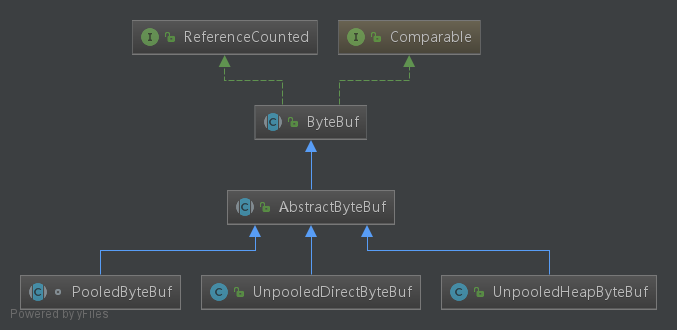 ReferenceCounted
Comparable
ByteBuf
AbstractByteBuf
PooledByteBuf
UnpooledDirectByteBuf
UnpooledHeapByteBuf
Powered by yFiles